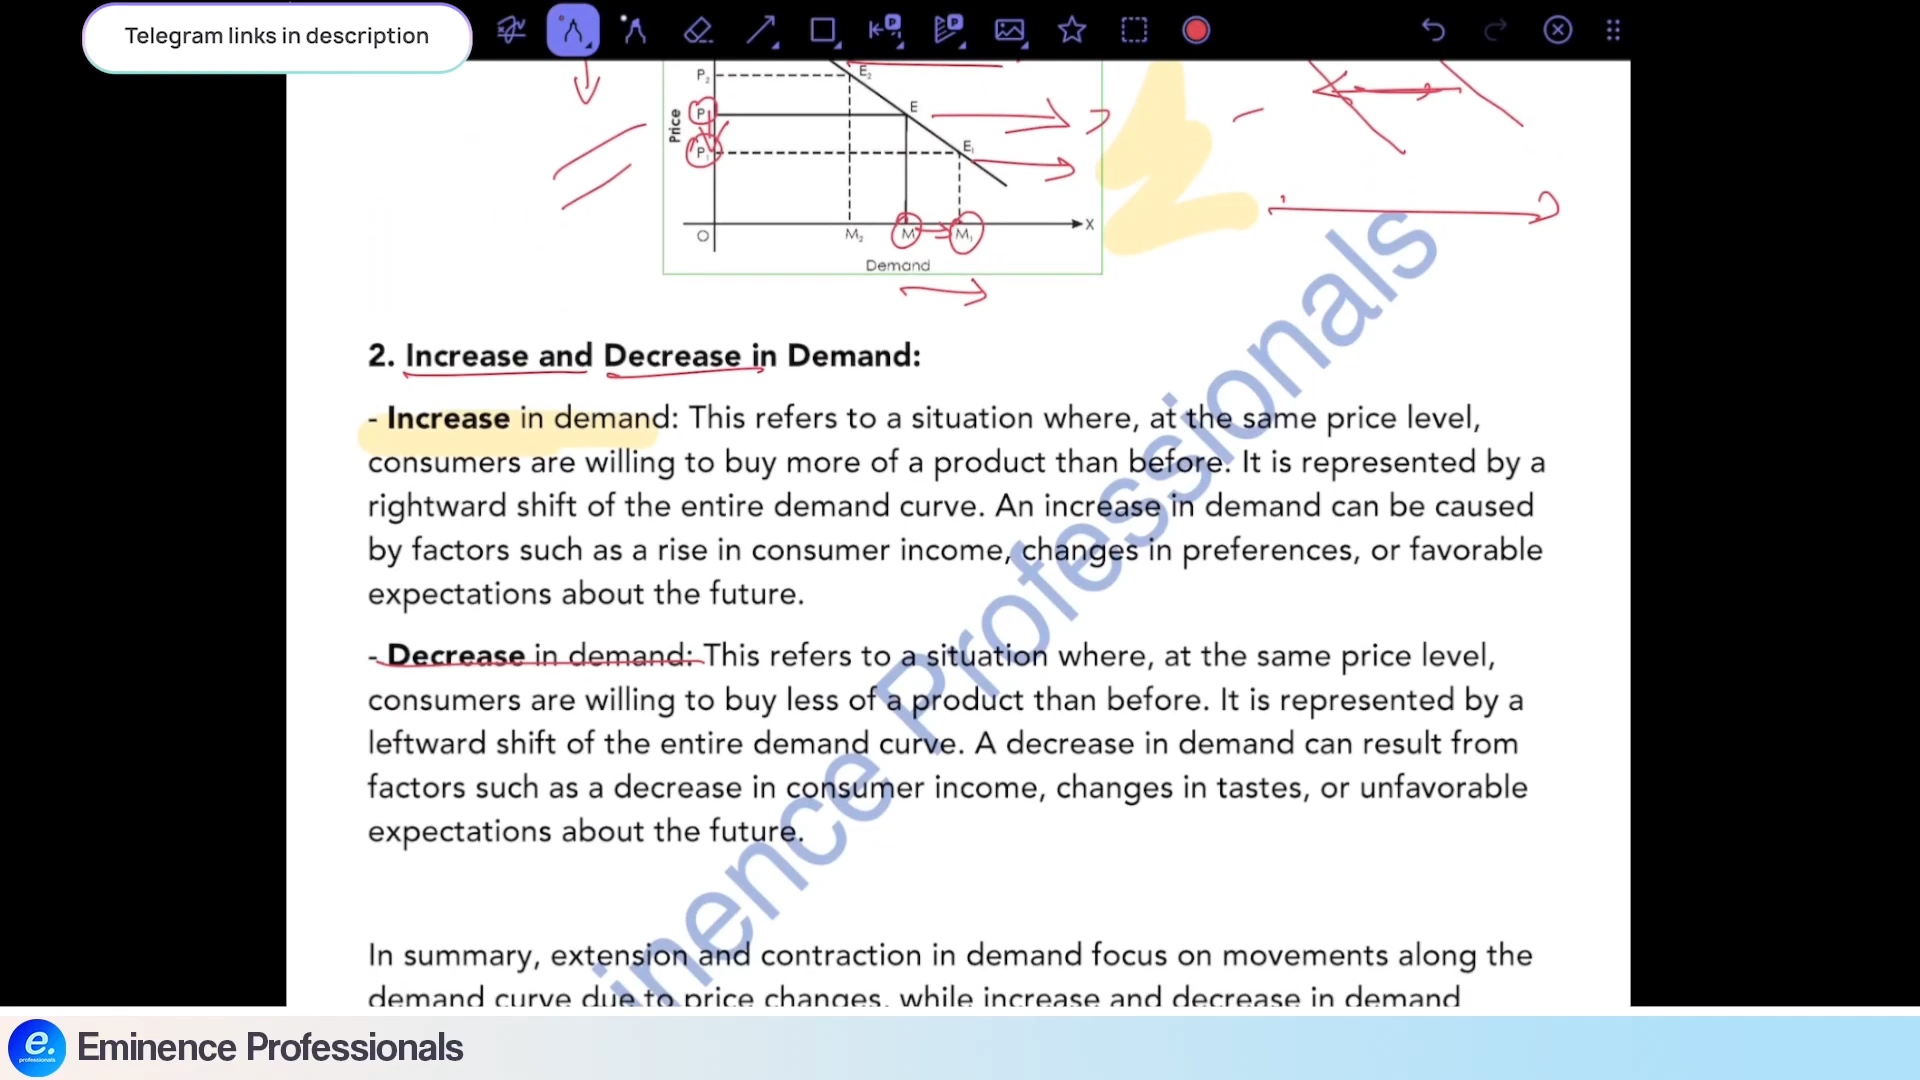 Telegram links in description
P₂
E₂
P
E
Price
P₁
E₁
O
M₂
M
M₁
X
Demand
2. Increase and Decrease in Demand:
- Increase in demand: This refers to a situation where, at the same price level,
consumers are willing to buy more of a product than before. It is represented by a
rightward shift of the entire demand curve. An increase in demand can be caused
by factors such as a rise in consumer income, changes in preferences, or favorable
expectations about the future.
- Decrease in demand: This refers to a situation where, at the same price level,
consumers are willing to buy less of a product than before. It is represented by a
leftward shift of the entire demand curve. A decrease in demand can result from
factors such as a decrease in consumer income, changes in tastes, or unfavorable
expectations about the future.
In summary, extension and contraction in demand focus on movements along the
demand curve due to price changes, while increase and decrease in demand
inence Professionals
e.
professionals
Eminence Professionals